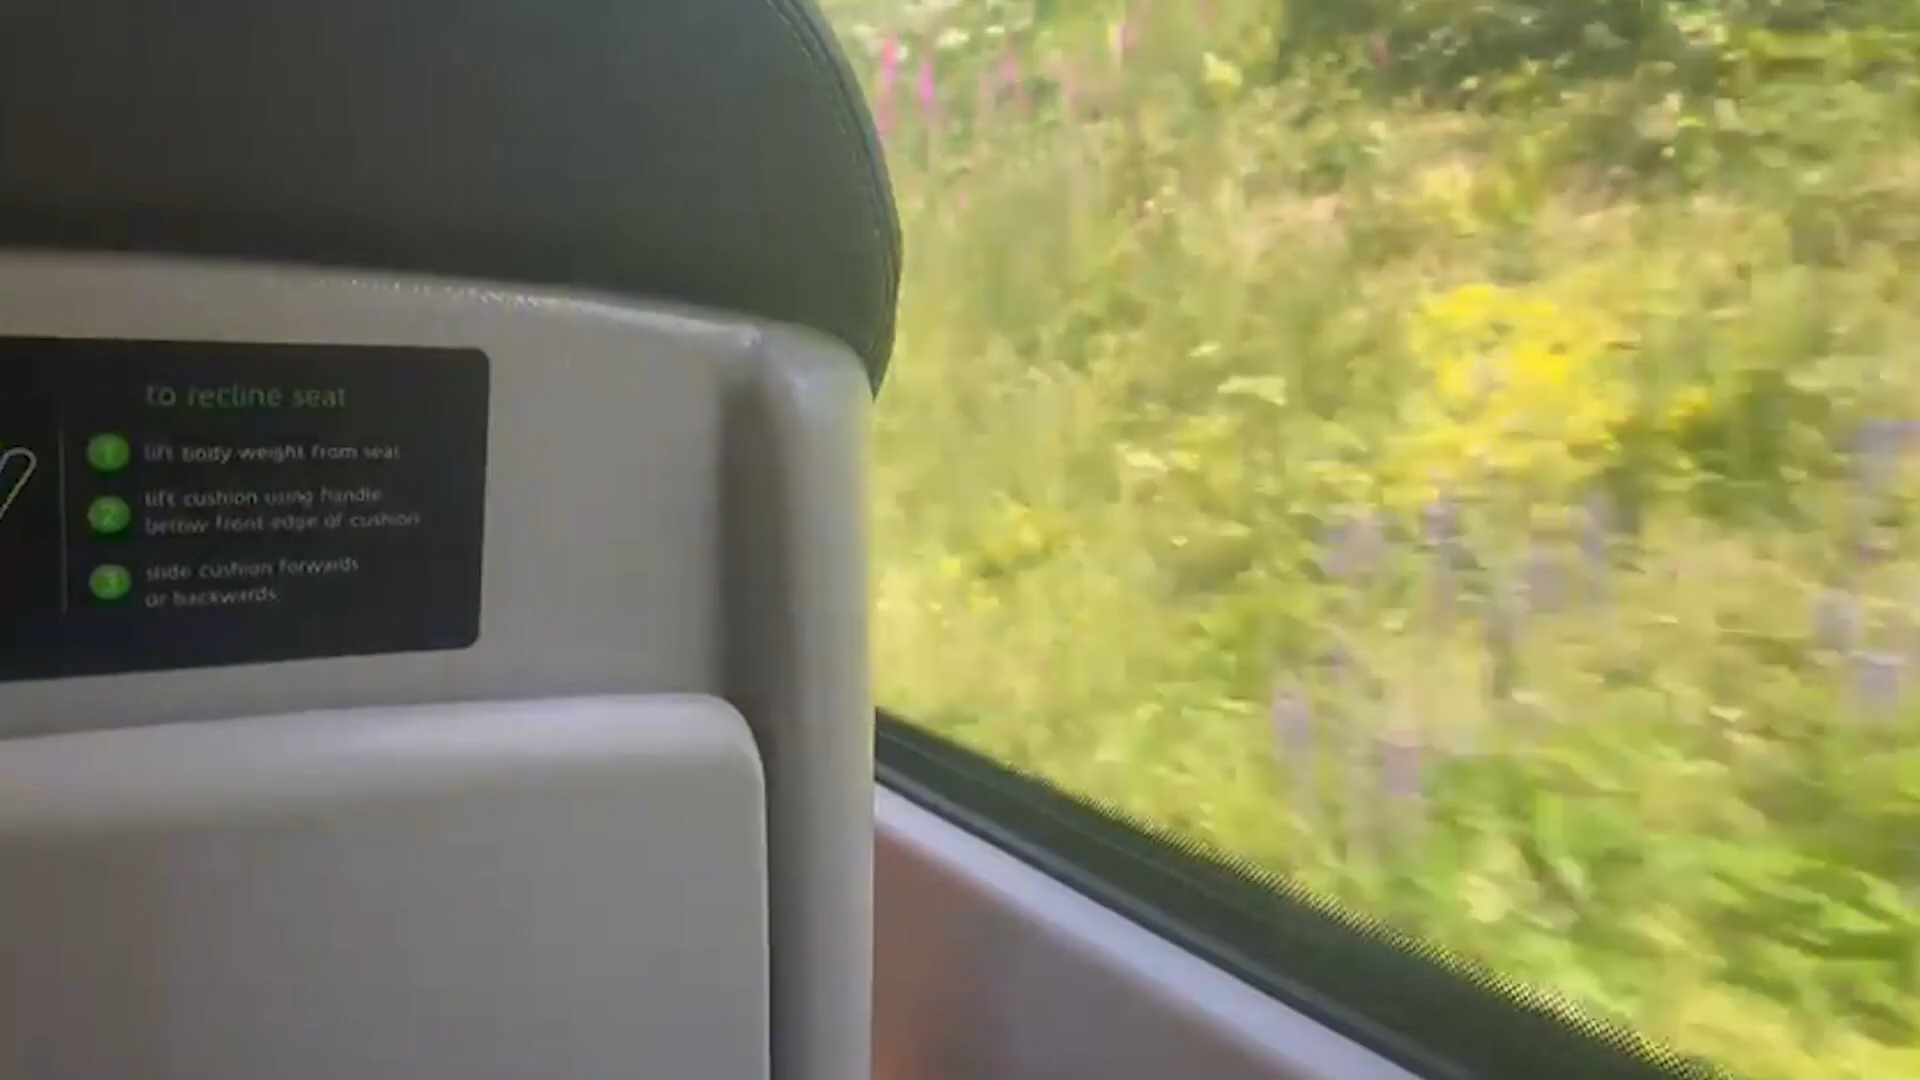 to recline seat
1 lift body weight from seat
2 lift cushion using handle
below front edge of cushion
3 slide cushion forwards
or backwards